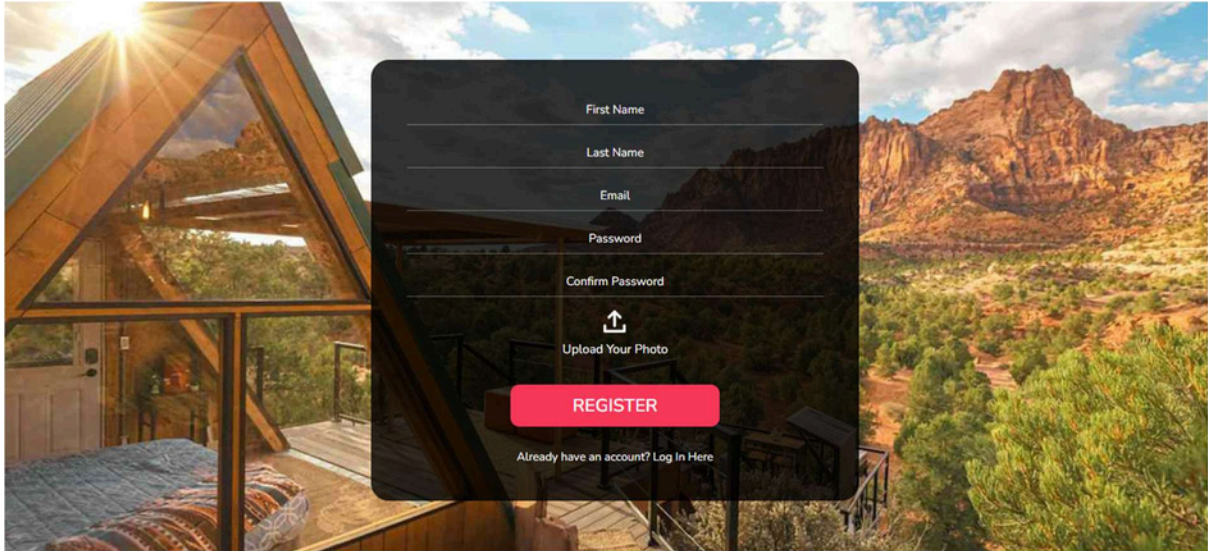 First Name
Last Name
Email
Password
Confirm Password
Upload Your Photo
REGISTER
Already have an account? Log In Here